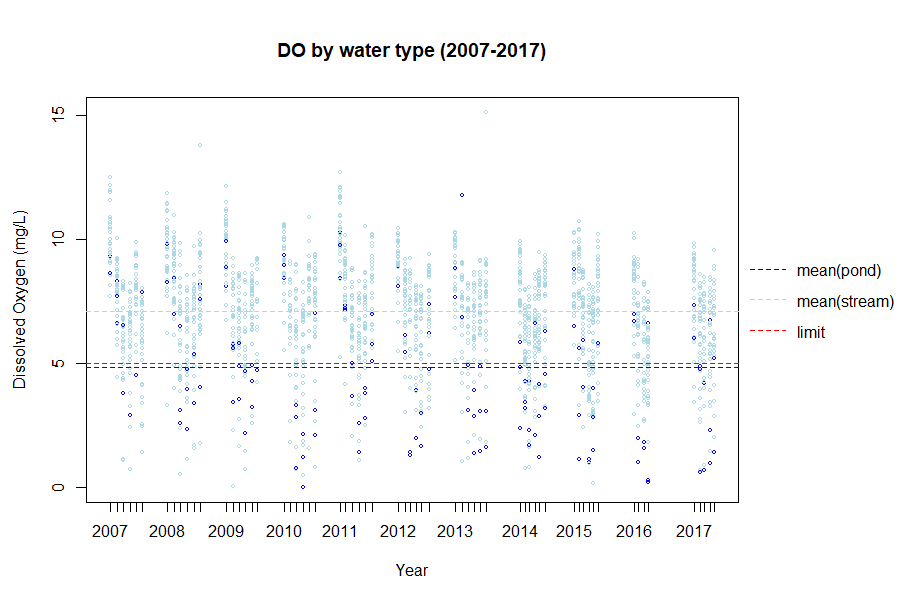 DO by water type (2007-2017)
Dissolved Oxygen (mg/L)
15
10
5
0
2007 2008 2009 2010 2011 2012 2013 2014 2015 2016 2017
Year
mean(pond)
mean(stream)
limit